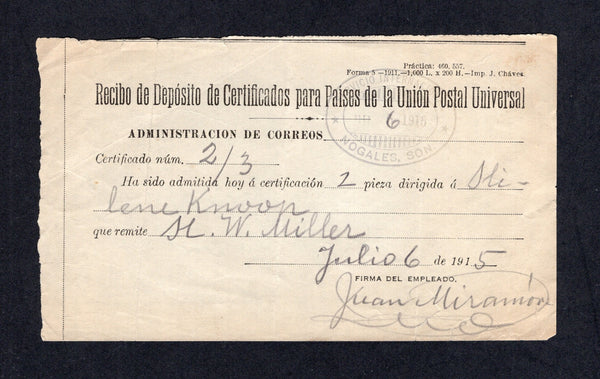 Práctica: 460, 557.
Forma 5 —1911.—1,000 L. x 200 H.—Imp. J. Cháves
Recibo de Depósito de Certificados para Países de la Unión Postal Universal
6 1915
ADMINISTRACION DE CORREOS
NOGALES, SON
Certificado núm. 2/3
Ha sido admitida hoy á certificación 2 pieza dirigida á Hi-
lene Knoop
que remite H. W. Miller
Julio 6 de 1915
FIRMA DEL EMPLEADO.
Juan Miramón